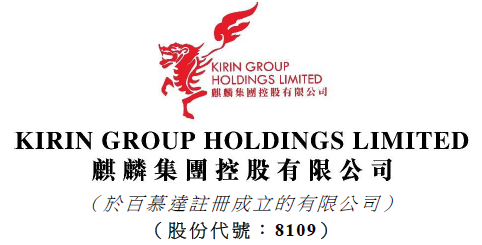 KIRIN GROUP
HOLDINGS LIMITED
麒麟集團控股有限公司
KIRIN GROUP HOLDINGS LIMITED
麒麟集團控股有限公司
（於百慕達註冊成立的有限公司）
（股份代號：8109）